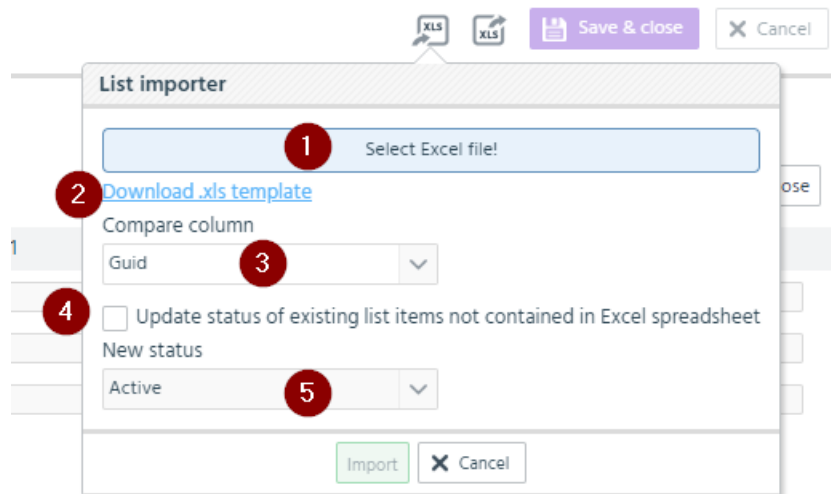 XLS XLS Save & close Cancel
List importer
1 Select Excel file!
2 Download .xls template
ose
Compare column
1
Guid 3
4 Update status of existing list items not contained in Excel spreadsheet
New status
Active 5
Import Cancel